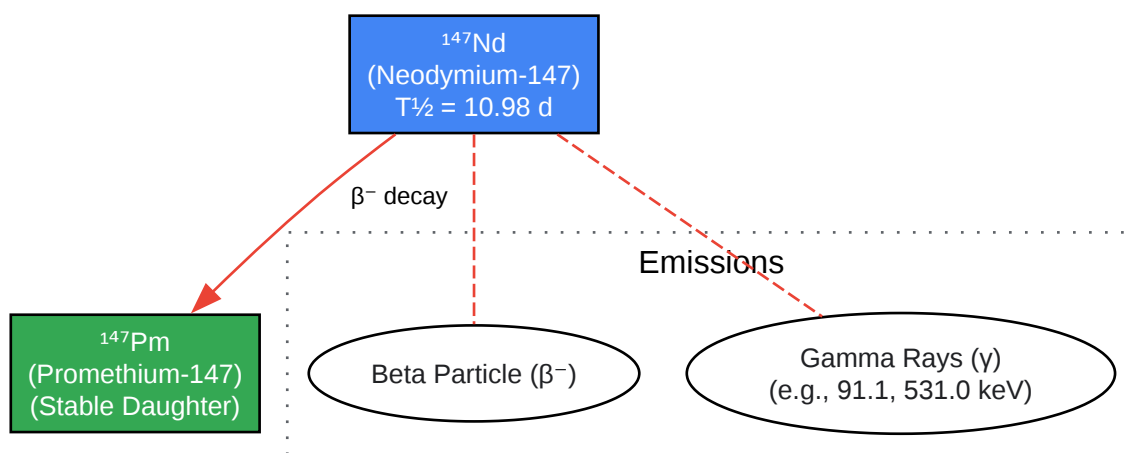 ¹⁴⁷Nd
(Neodymium-147)
T½ = 10.98 d
β⁻ decay
Emissions
¹⁴⁷Pm
(Promethium-147)
(Stable Daughter)
Beta Particle (β⁻)
Gamma Rays (γ)
(e.g., 91.1, 531.0 keV)